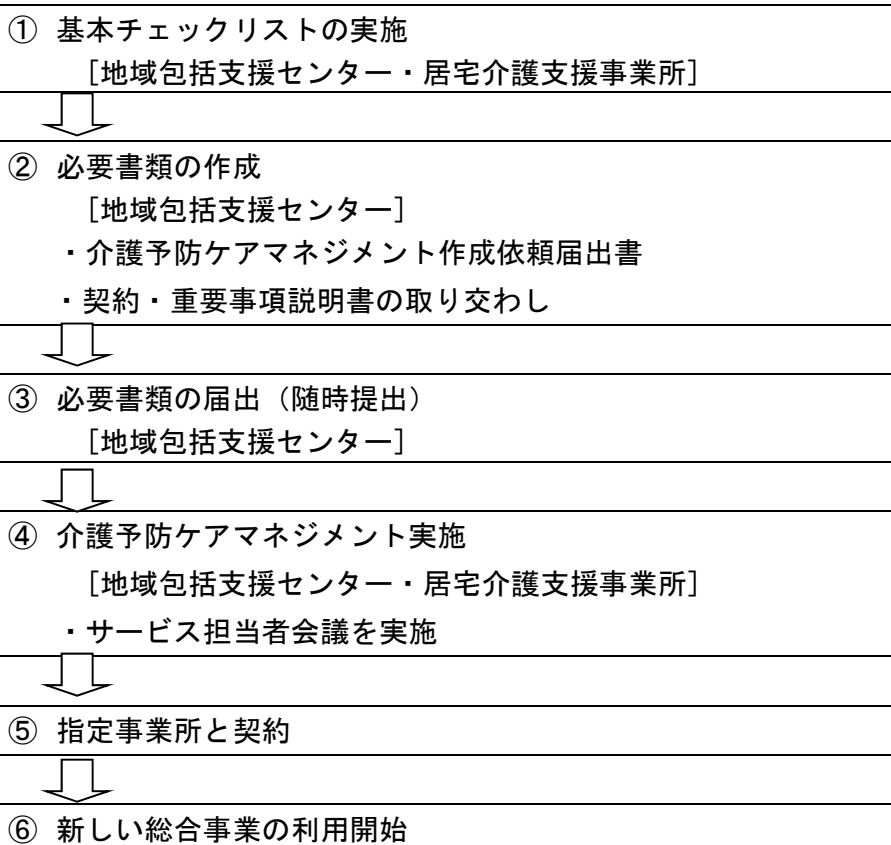 ① 基本チェックリストの実施
［地域包括支援センター・居宅介護支援事業所］
② 必要書類の作成
［地域包括支援センター］
・介護予防ケアマネジメント作成依頼届出書
・契約・重要事項説明書の取り交わし
③ 必要書類の届出（随時提出）
［地域包括支援センター］
④ 介護予防ケアマネジメント実施
［地域包括支援センター・居宅介護支援事業所］
・サービス担当者会議を実施
⑤ 指定事業所と契約
⑥ 新しい総合事業の利用開始